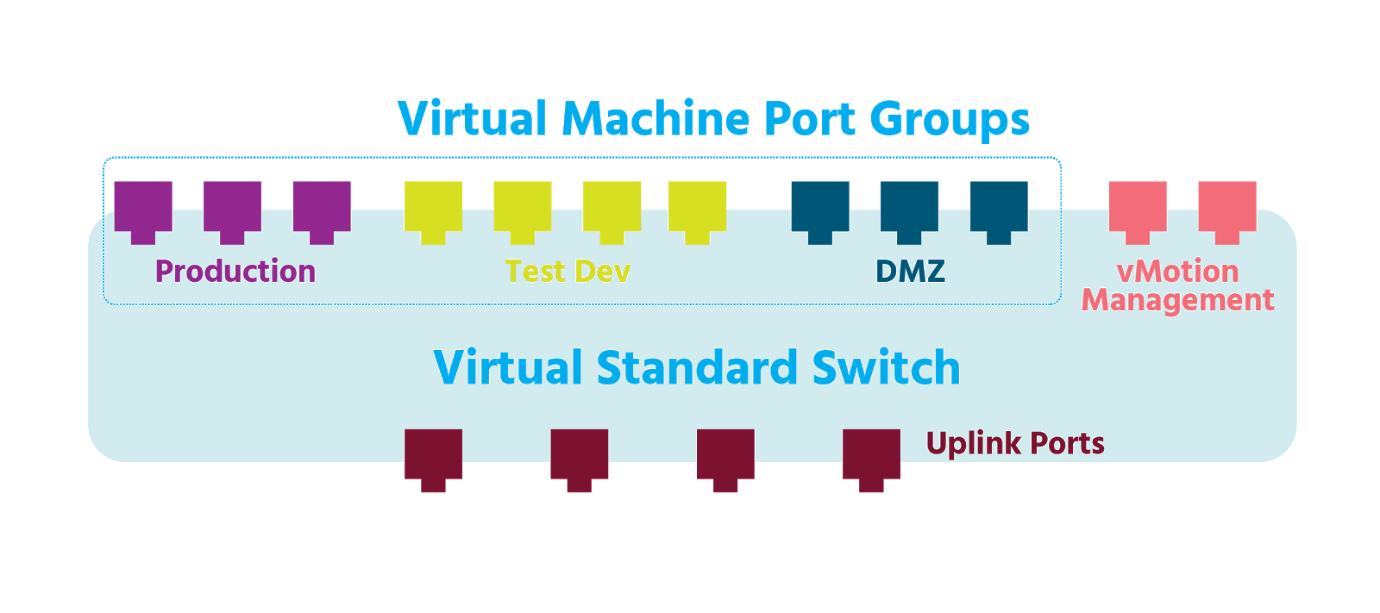 Virtual Machine Port Groups
Production
Test Dev
DMZ
vMotion
Management
Virtual Standard Switch
Uplink Ports